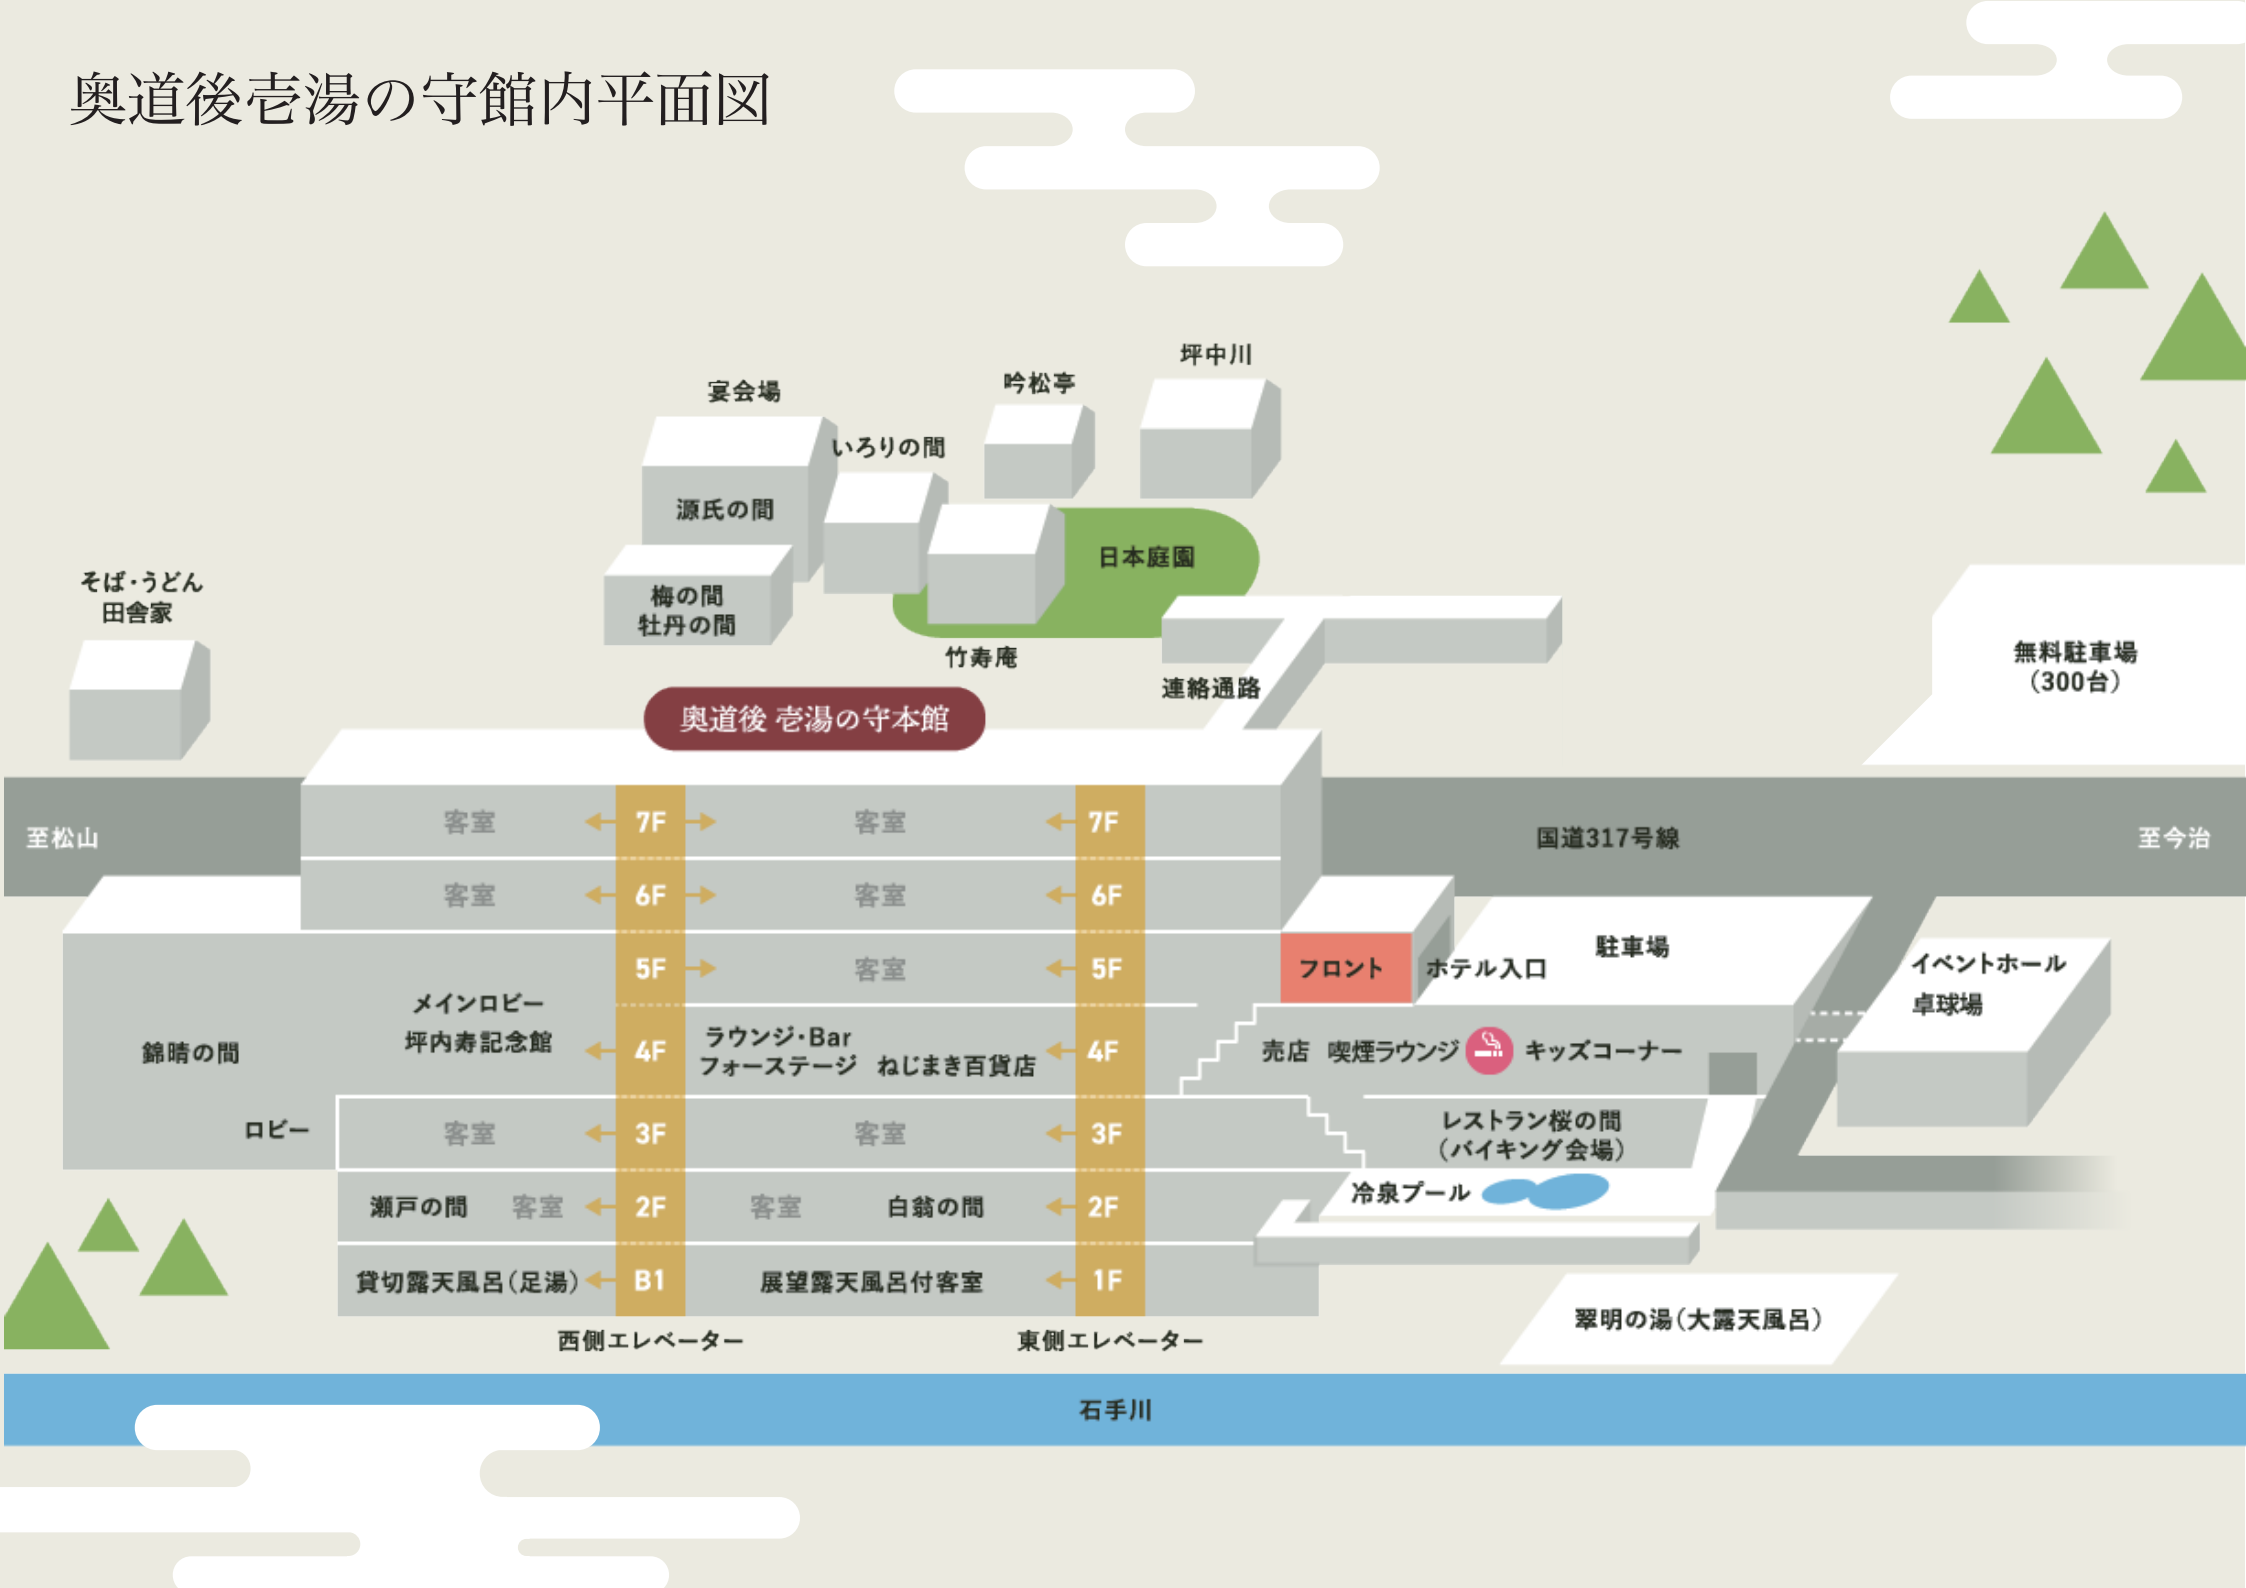 奥道後壱湯の守館内平面図
坪中川
吟松亭
宴会場
いろりの間
源氏の間
日本庭園
そば・うどん
田舎家
梅の間
牡丹の間
竹寿庵
連絡通路
無料駐車場
（300台）
奥道後 壱湯の守本館
至松山
客室 7F 客室 7F
国道317号線
至今治
客室 6F 客室 6F
5F 客室 5F
フロント
ホテル入口
駐車場
イベントホール
卓球場
メインロビー
坪内寿記念館
錦晴の間
4F
ラウンジ・Bar
フォーステージ
ねじまき百貨店
4F
売店 喫煙ラウンジ キッズコーナー
ロビー
客室 3F 客室 3F
レストラン桜の間
（バイキング会場）
瀬戸の間 客室 2F 客室 白翁の間 2F
冷泉プール
貸切露天風呂（足湯） B1 展望露天風呂付客室 1F
翠明の湯（大露天風呂）
西側エレベーター
東側エレベーター
石手川